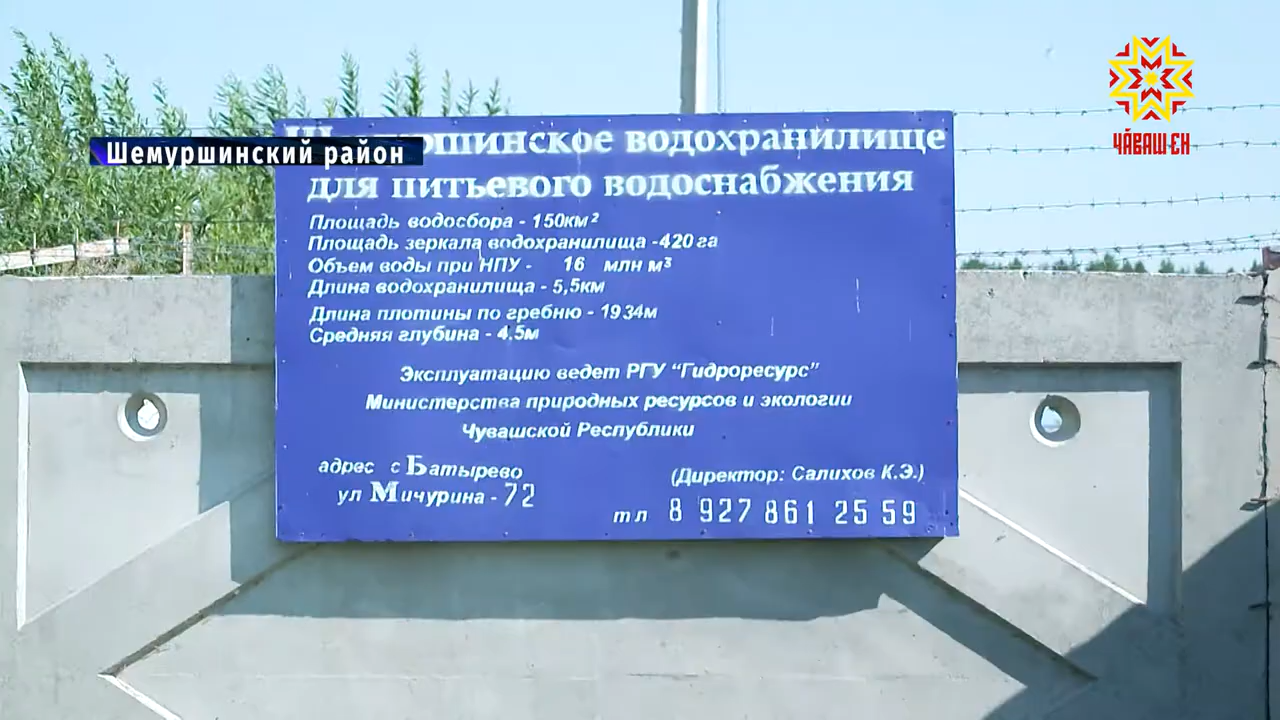 ЧӐВАШ ЕН
Шемуршинский район
водохранилище
для питьевого водоснабжения
Площадь водосбора - 150км²
Площадь зеркала водохранилища -420 га
Объем воды при НПУ - 16 млн м³
Длина водохранилища - 5,5км
Длина плотины по гребню - 1934м
Средняя глубина - 4.5м
Эксплуатацию ведет РГУ "Гидроресурс"
Министерства природных ресурсов и экологии
Чувашской Республики
адрес с Батырево
ул Мичурина - 72
(Директор: Салихов К.Э.)
тл 8 927 861 25 59